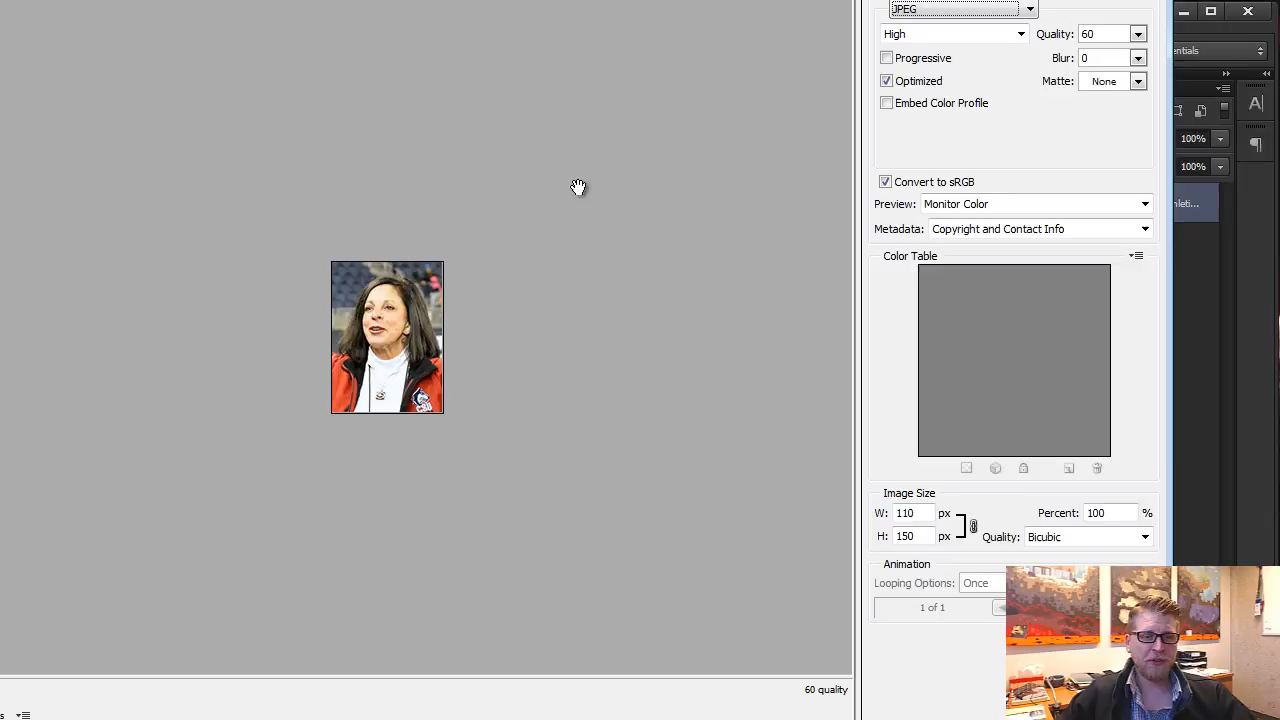 JPEG
High
Quality: 60
Progressive
Blur: 0
Optimized
Matte: None
Embed Color Profile
Convert to sRGB
Preview: Monitor Color
Metadata: Copyright and Contact Info
Color Table
Image Size
W: 110 px
Percent: 100 %
H: 150 px
Quality: Bicubic
Animation
Looping Options: Once
1 of 1
60 quality
s
entials
A
100%
100%
nleti...